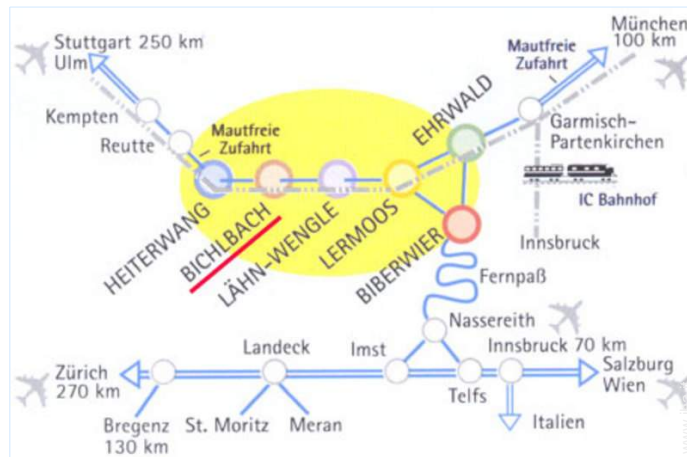 Stuttgart 250 km
Ulm
Kempten
Reutte
Mautfreie
Zufahrt
München
100 km
Mautfreie
Zufahrt
EHRWALD
Garmisch-
Partenkirchen
IC Bahnhof
Innsbruck
HEITERWANG
BICHLBACH
LÄHN-WENGLE
LERMOOS
BIBERWIER
Fernpaß
Nassereith
Zürich
270 km
Landeck
Imst
Innsbruck 70 km
Salzburg
Wien
Bregenz
130 km
St. Moritz
Meran
Telfs
Italien